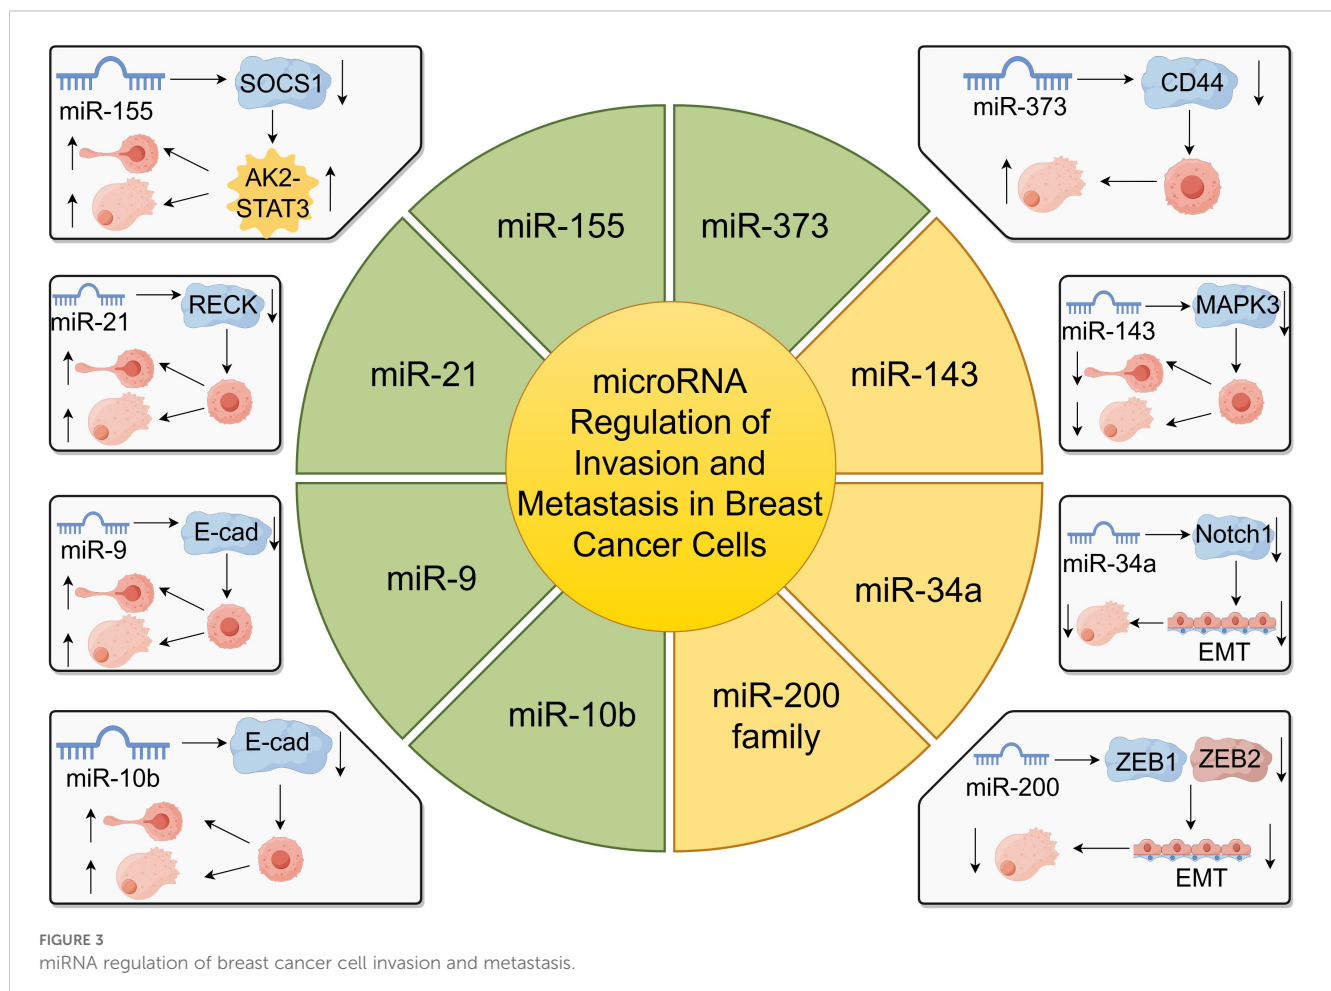 miR-155
SOCS1
AK2-
STAT3
miR-373
CD44
miR-21
RECK
miR-143
MAPK3
miR-9
E-cad
miR-34a
Notch1
EMT
miR-10b
E-cad
miR-200
ZEB1
ZEB2
EMT
miR-155
miR-373
miR-21
miR-143
miR-9
miR-34a
miR-10b
miR-200
family
microRNA
Regulation of
Invasion and
Metastasis in Breast
Cancer Cells
FIGURE 3
miRNA regulation of breast cancer cell invasion and metastasis.